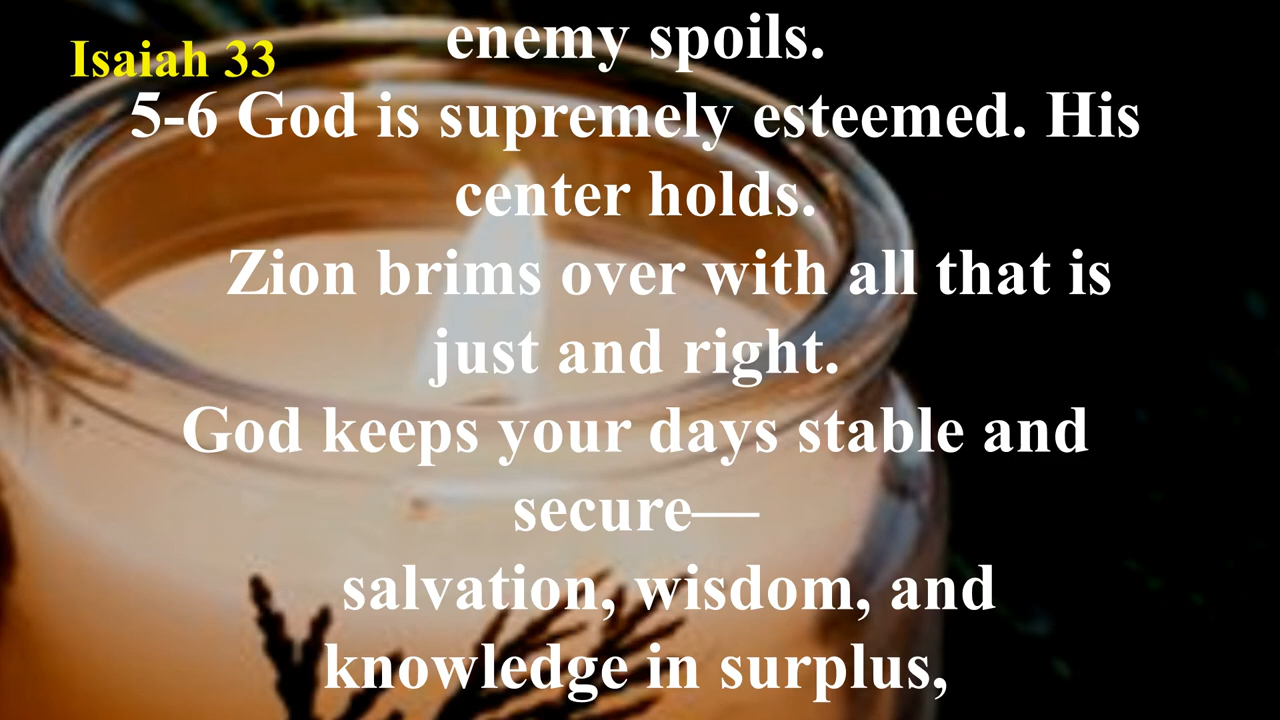 enemy spoils.
Isaiah 33
5-6 God is supremely esteemed. His
center holds.
Zion brims over with all that is
just and right.
God keeps your days stable and
secure—
salvation, wisdom, and
knowledge in surplus,